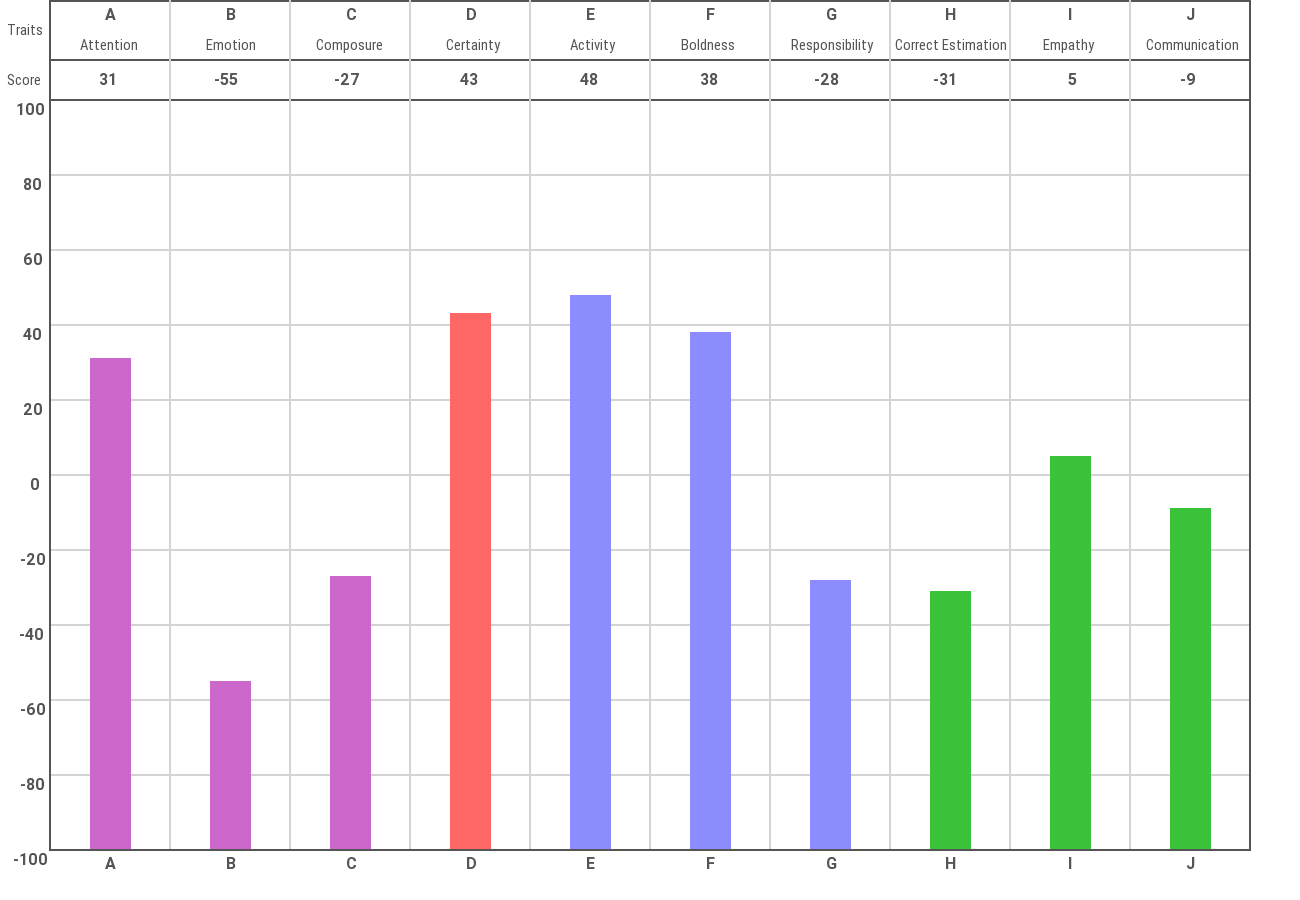 A B C D E F G H I J
Traits
Attention Emotion Composure Certainty Activity Boldness Responsibility Correct Estimation Empathy Communication
Score 31 -55 -27 43 48 38 -28 -31 5 -9
100
80
60
40
20
0
-20
-40
-60
-80
-100
A B C D E F G H I J